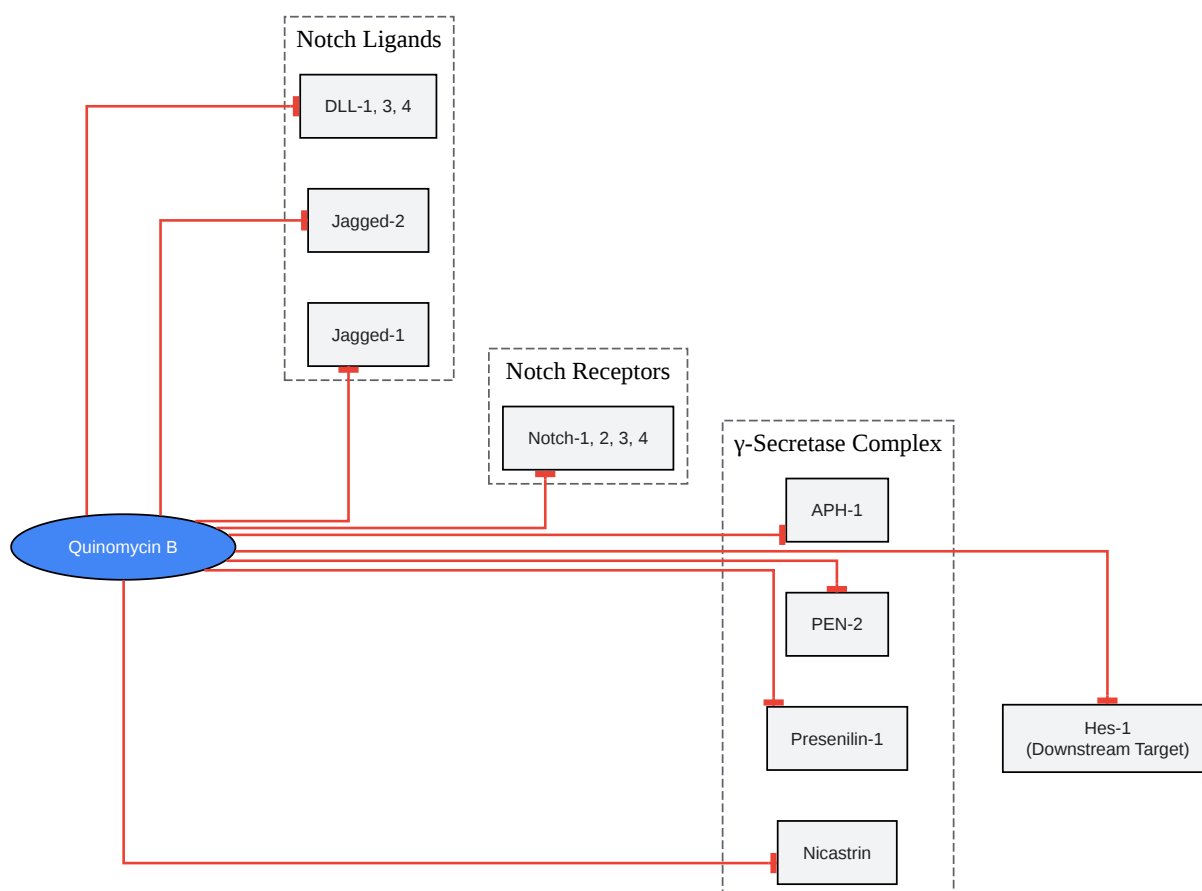 Notch Ligands
DLL-1, 3, 4
Jagged-2
Jagged-1
Notch Receptors
Notch-1, 2, 3, 4
γ-Secretase Complex
APH-1
Quinomycin B
PEN-2
Presenilin-1
Hes-1
(Downstream Target)
Nicastrin